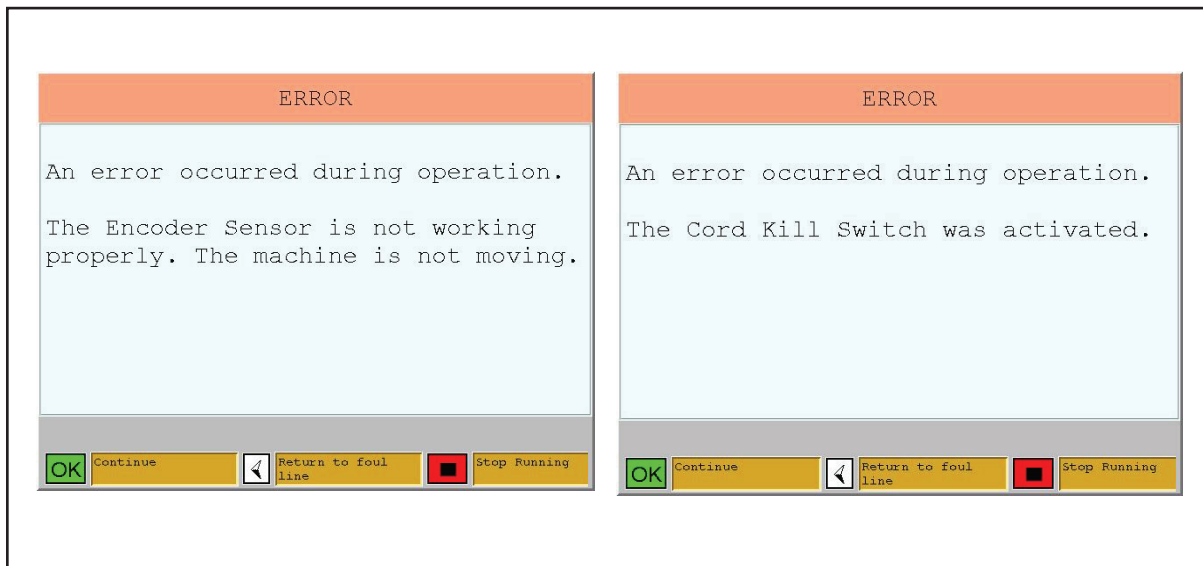 ERROR
An error occurred during operation.
The Encoder Sensor is not working
properly. The machine is not moving.
OK
Continue
Return to foul
line
Stop Running
ERROR
An error occurred during operation.
The Cord Kill Switch was activated.
OK
Continue
Return to foul
line
Stop Running